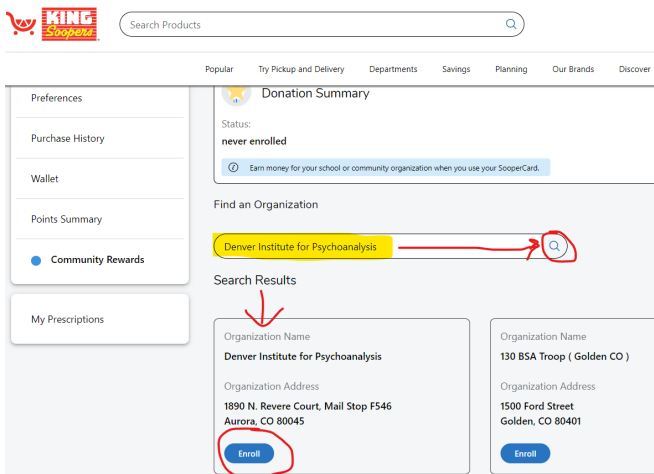 KING
Soopers
Search Products
Popular Try Pickup and Delivery Departments Savings Planning Our Brands Discover
Preferences
Purchase History
Wallet
Points Summary
Community Rewards
My Prescriptions
Donation Summary
Status:
never enrolled
Earn money for your school or community organization when you use your SooperCard.
Find an Organization
Denver Institute for Psychoanalysis
Search Results
Organization Name
Denver Institute for Psychoanalysis
Organization Address
1890 N. Revere Court, Mail Stop F546
Aurora, CO 80045
Enroll
Organization Name
130 BSA Troop ( Golden CO )
Organization Address
1500 Ford Street
Golden, CO 80401
Enroll